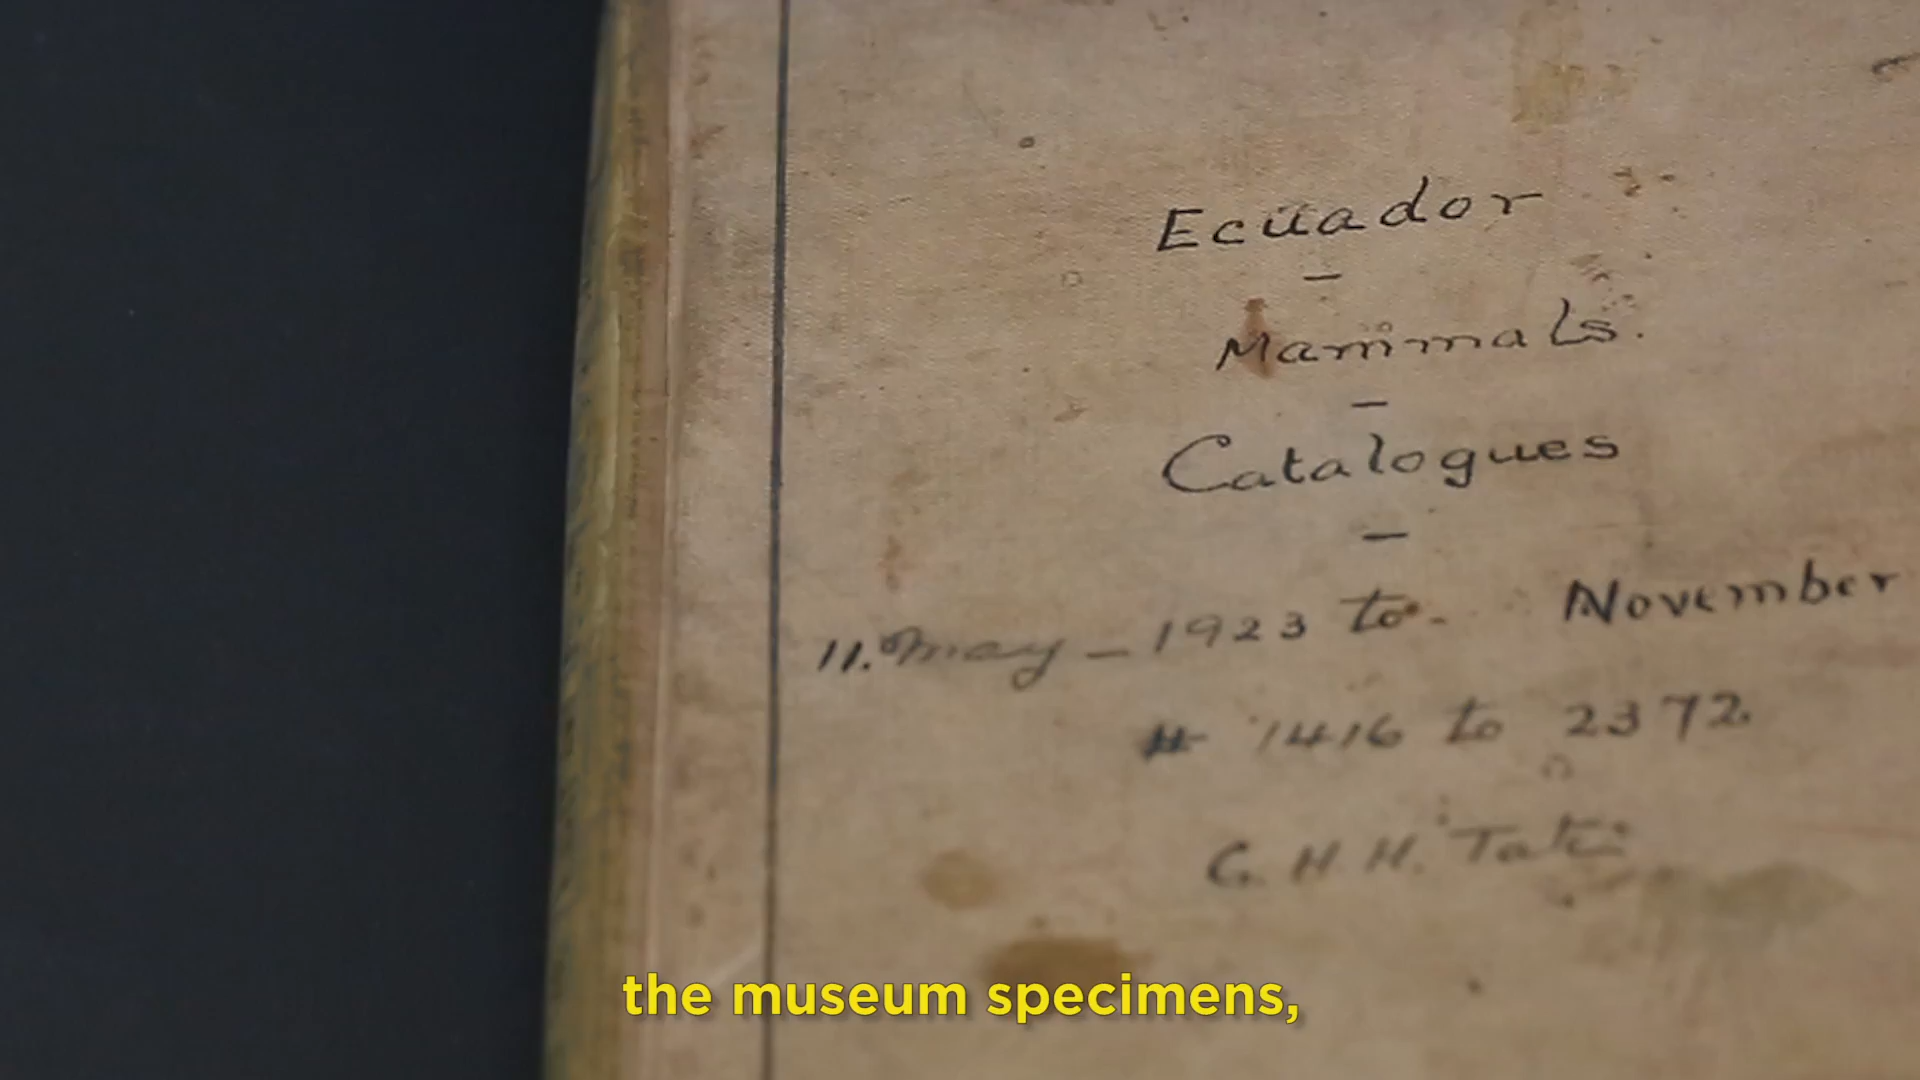 Ecuador
–
Mammals.
–
Catalogues
–
11. May – 1923 to. November
# 1416 to 2372
G. H. H. Tate
the museum specimens,